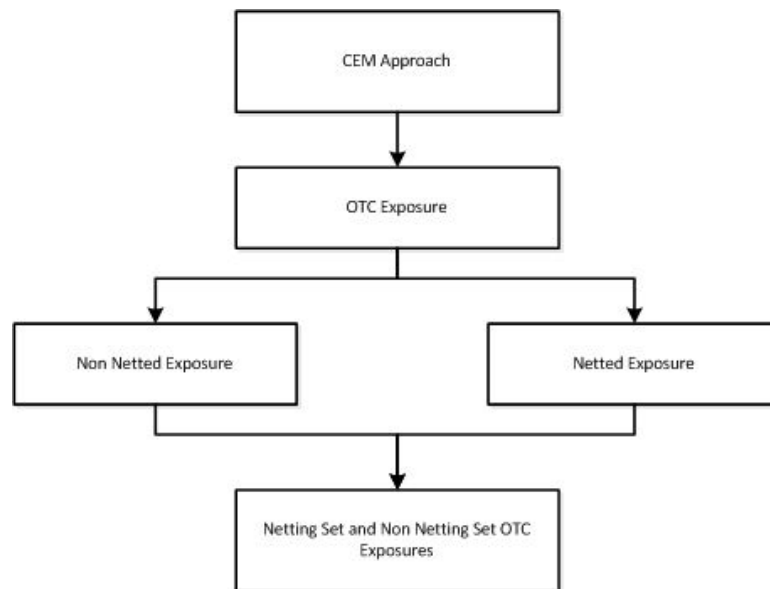 CEM Approach
OTC Exposure
Non Netted Exposure
Netted Exposure
Netting Set and Non Netting Set OTC
Exposures